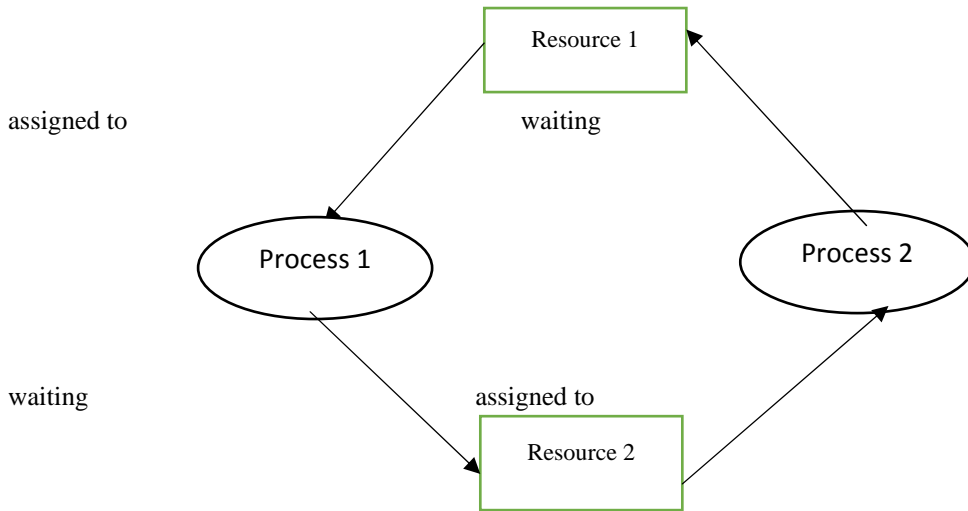 Resource 1
assigned to waiting
Process 1 Process 2
waiting assigned to
Resource 2